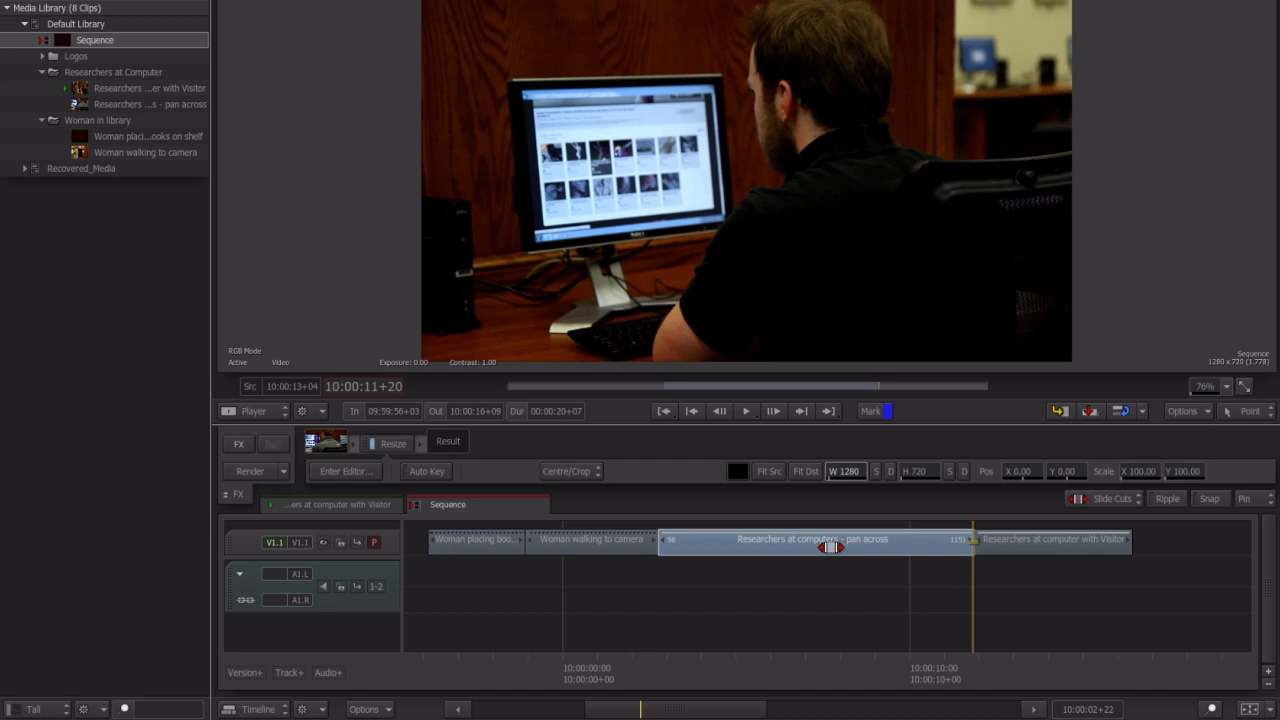 Media Library (8 Clips)
Default Library
Sequence
Logos
Researchers at Computer
Researchers ...er with Visitor
Researchers ...s - pan across
Woman in library
Woman placi...ooks on shelf
Woman walking to camera
Recovered_Media
RGB Mode
Active Video Exposure: 0.00 Contrast: 1.00
Sequence
1280 x 720 (1.778)
Src 10:00:13+04 10:00:11+20 76%
Player In 09:59:56+03 Out 10:00:16+09 Dur 00:00:20+07 Mark Options Point
FX Resize Result
Render Enter Editor... Auto Key Centre/Crop Fit Src Fit Dst W 1280 S D H 720 S D Pos X 0.00 Y 0.00 Scale X 100.00 Y 100.00
FX ...ers at computer with Visitor Sequence Slide Cuts Ripple Snap Pin
V1.1 V1.1 P Woman placing boo... Woman walking to camera 98 Researchers at computers - pan across 1151 Researchers at computer with Visitor
A1.L
1-2
A1.R
Version+ Track+ Audio+
10:00:00:00 10:00:10:00
10:00:00+00 10:00:10+00
Tall Timeline Options 10:00:02+22